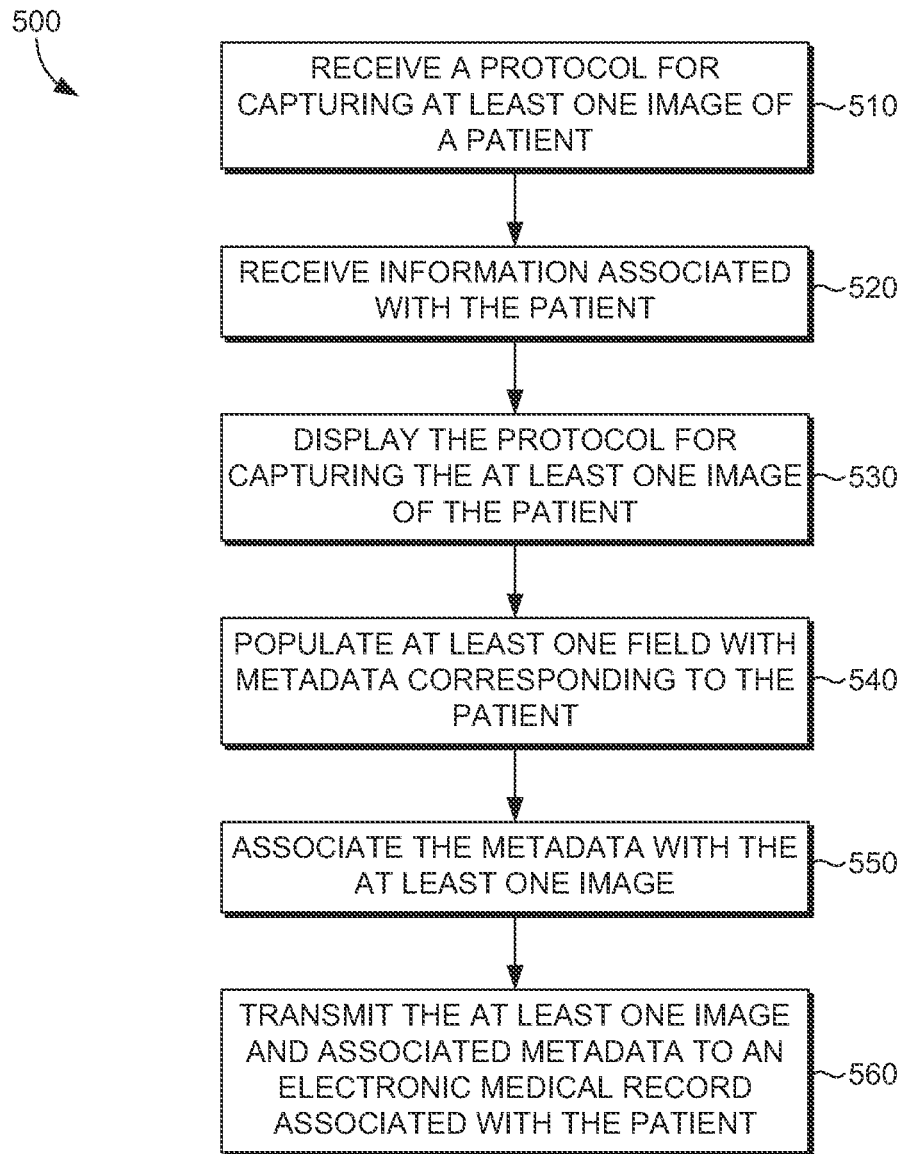 500
RECEIVE A PROTOCOL FOR
CAPTURING AT LEAST ONE IMAGE OF
A PATIENT
510
RECEIVE INFORMATION ASSOCIATED
WITH THE PATIENT
520
DISPLAY THE PROTOCOL FOR
CAPTURING THE AT LEAST ONE IMAGE
OF THE PATIENT
530
POPULATE AT LEAST ONE FIELD WITH
METADATA CORRESPONDING TO THE
PATIENT
540
ASSOCIATE THE METADATA WITH THE
AT LEAST ONE IMAGE
550
TRANSMIT THE AT LEAST ONE IMAGE
AND ASSOCIATED METADATA TO AN
ELECTRONIC MEDICAL RECORD
ASSOCIATED WITH THE PATIENT
560